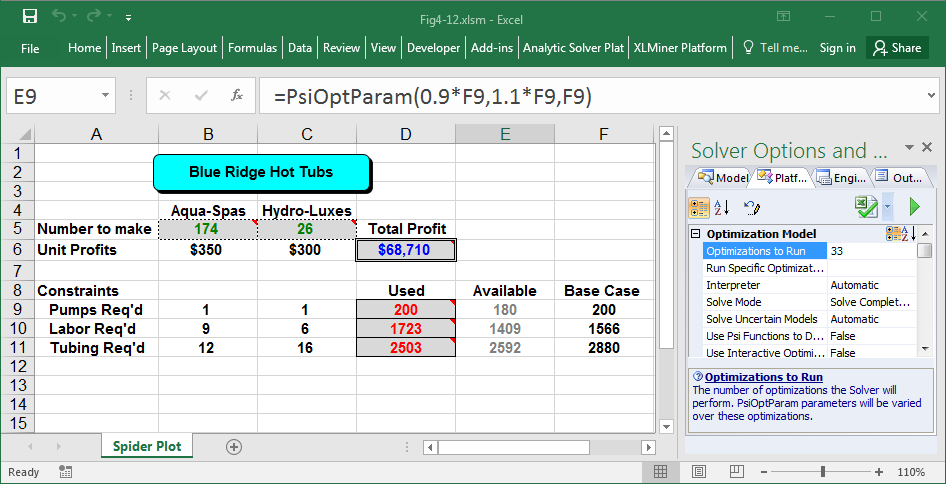 Fig4-12.xlsm - Excel
File Home Insert Page Layout Formulas Data Review View Developer Add-ins Analytic Solver Plat XLMiner Platform Tell me... Sign in Share
E9 fx =PsiOptParam(0.9*F9,1.1*F9,F9)
A B C D E F
1
2 Blue Ridge Hot Tubs
3
4 Aqua-Spas Hydro-Luxes
5 Number to make 174 26 Total Profit
6 Unit Profits $350 $300 $68,710
7
8 Constraints Used Available Base Case
9 Pumps Req'd 1 1 200 180 200
10 Labor Req'd 9 6 1723 1409 1566
11 Tubing Req'd 12 16 2503 2592 2880
12
13
14
15
Spider Plot
Ready 110%
Solver Options and ...
Model Platf... Engi... Out...
Optimization Model
Optimizations to Run 33
Run Specific Optimizat...
Interpreter Automatic
Solve Mode Solve Complet...
Solve Uncertain Models Automatic
Use Psi Functions to D... False
Use Interactive Optimi... False
Optimizations to Run
The number of optimizations the Solver will
perform. PsiOptParam parameters will be varied
over these optimizations.